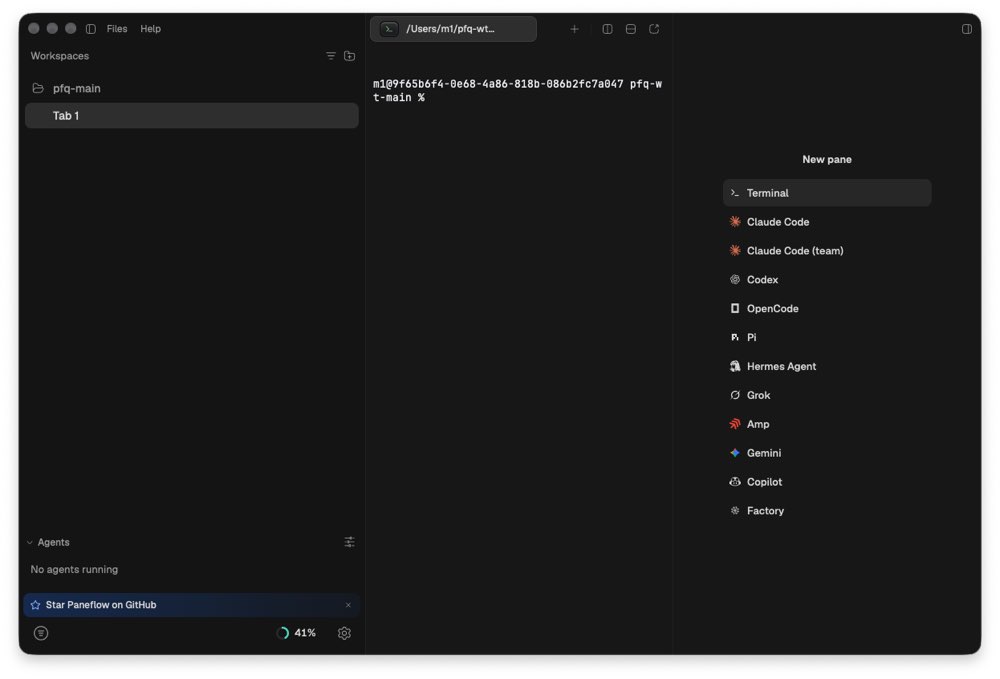 Files Help
Workspaces
pfq-main
Tab 1
Agents
No agents running
Star Paneflow on GitHub
41%
/Users/m1/pfq-wt...
m1@9f65b6f4-0e68-4a86-818b-086b2fc7a047 pfq-w
t-main %
New pane
Terminal
Claude Code
Claude Code (team)
Codex
OpenCode
Pi
Hermes Agent
Grok
Amp
Gemini
Copilot
Factory